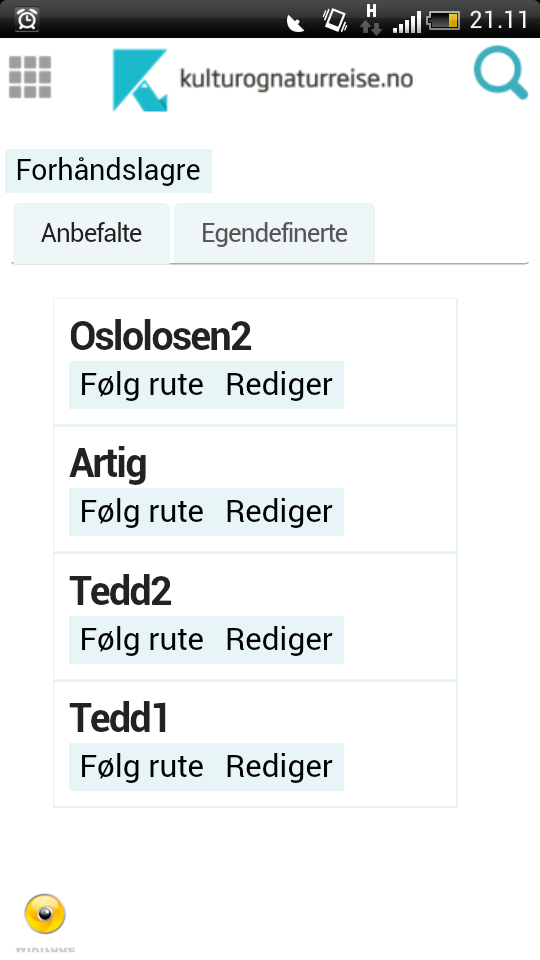 H
21.11
kulturognaturreise.no
Forhåndslagre
Anbefalte Egendefinerte
Oslolosen2
Følg rute Rediger
Artig
Følg rute Rediger
Tedd2
Følg rute Rediger
Tedd1
Følg rute Rediger
wikitude